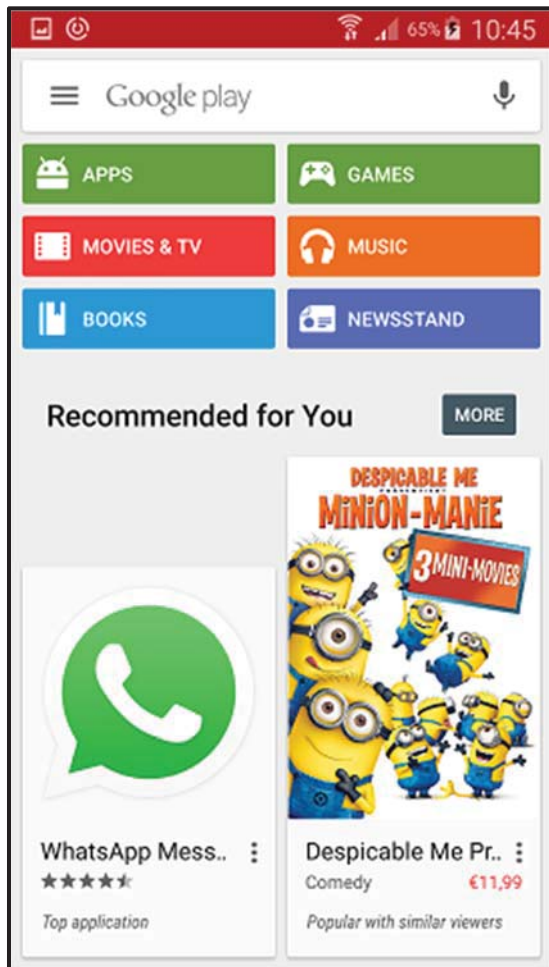 65% 10:45
Google play
APPS
GAMES
MOVIES & TV
MUSIC
BOOKS
NEWSSTAND
Recommended for You
MORE
DESPICABLE ME
MINION-MANIE
3 MINI-MOVIES
WhatsApp Mess..
Top application
Despicable Me Pr..
Comedy €11,99
Popular with similar viewers